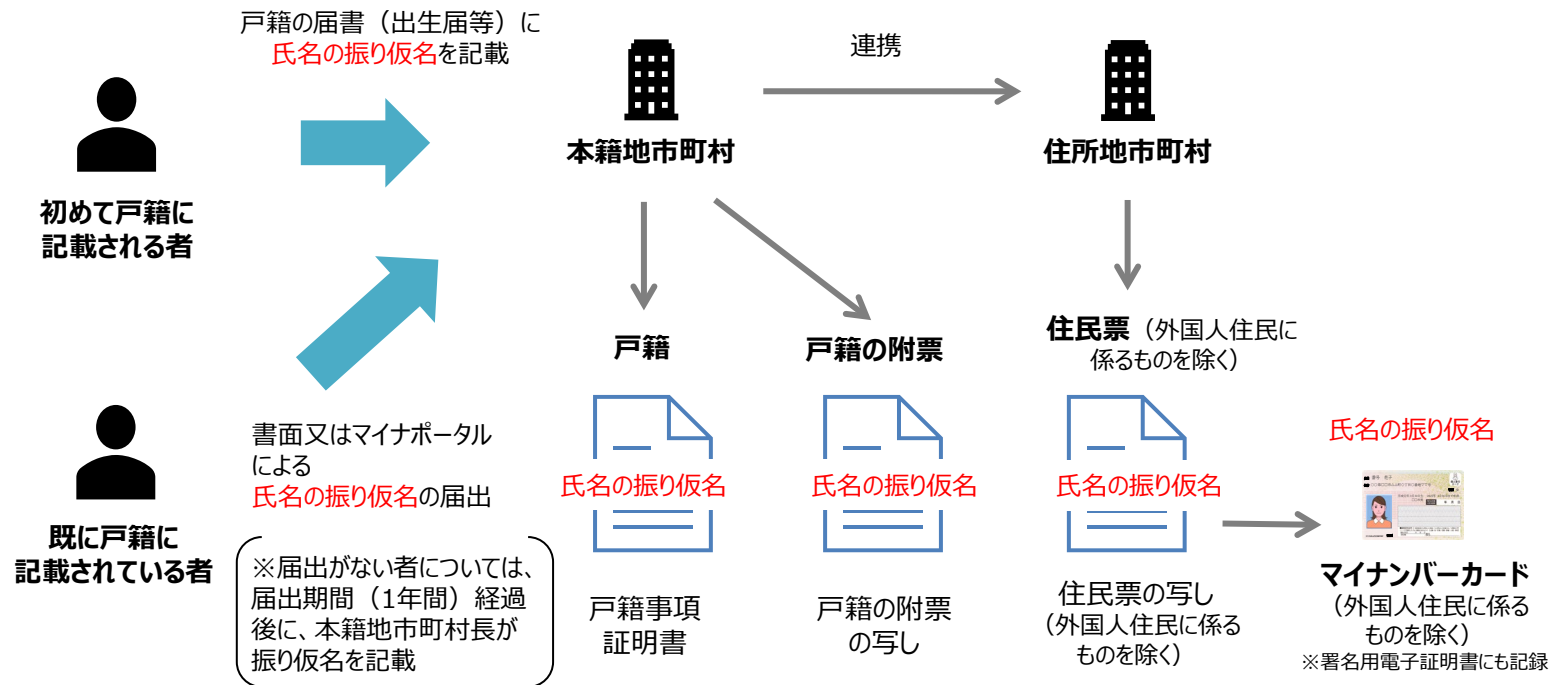 戸籍の届書（出生届等）に
氏名の振り仮名を記載
連携
本籍地市町村
住所地市町村
初めて戸籍に
記載される者
戸籍
戸籍の附票
住民票（外国人住民に
係るものを除く）
書面又はマイナポータル
による
氏名の振り仮名の届出
既に戸籍に
記載されている者
※届出がない者については、
届出期間（1年間）経過
後に、本籍地市町村長が
振り仮名を記載
氏名の振り仮名
戸籍事項
証明書
氏名の振り仮名
戸籍の附票
の写し
氏名の振り仮名
住民票の写し
（外国人住民に係る
ものを除く）
氏名の振り仮名
マイナンバーカード
（外国人住民に係る
ものを除く）
※署名用電子証明書にも記録